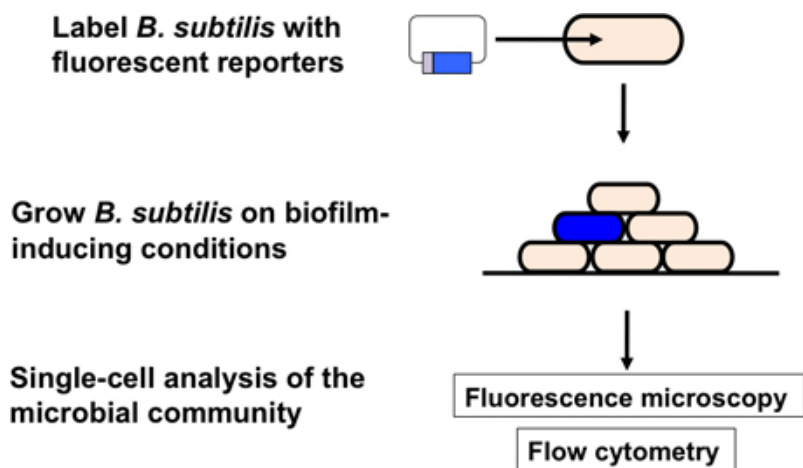 Label B. subtilis with
fluorescent reporters
Grow B. subtilis on biofilm-
inducing conditions
Single-cell analysis of the
microbial community
Fluorescence microscopy
Flow cytometry